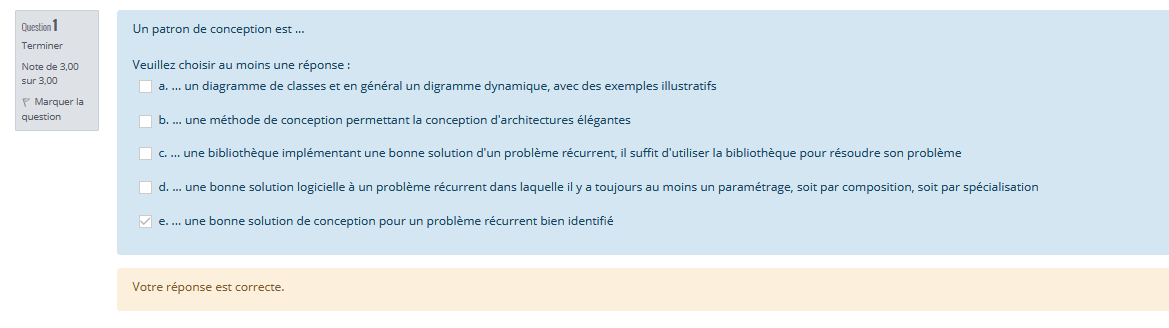 Question 1
Terminer
Note de 3,00
sur 3,00
Marquer la
question
Un patron de conception est ...
Veuillez choisir au moins une réponse :
a. ... un diagramme de classes et en général un digramme dynamique, avec des exemples illustratifs
b. ... une méthode de conception permettant la conception d'architectures élégantes
c. ... une bibliothèque implémentant une bonne solution d'un problème récurrent, il suffit d'utiliser la bibliothèque pour résoudre son problème
d. ... une bonne solution logicielle à un problème récurrent dans laquelle il y a toujours au moins un paramétrage, soit par composition, soit par spécialisation
e. ... une bonne solution de conception pour un problème récurrent bien identifié
Votre réponse est correcte.